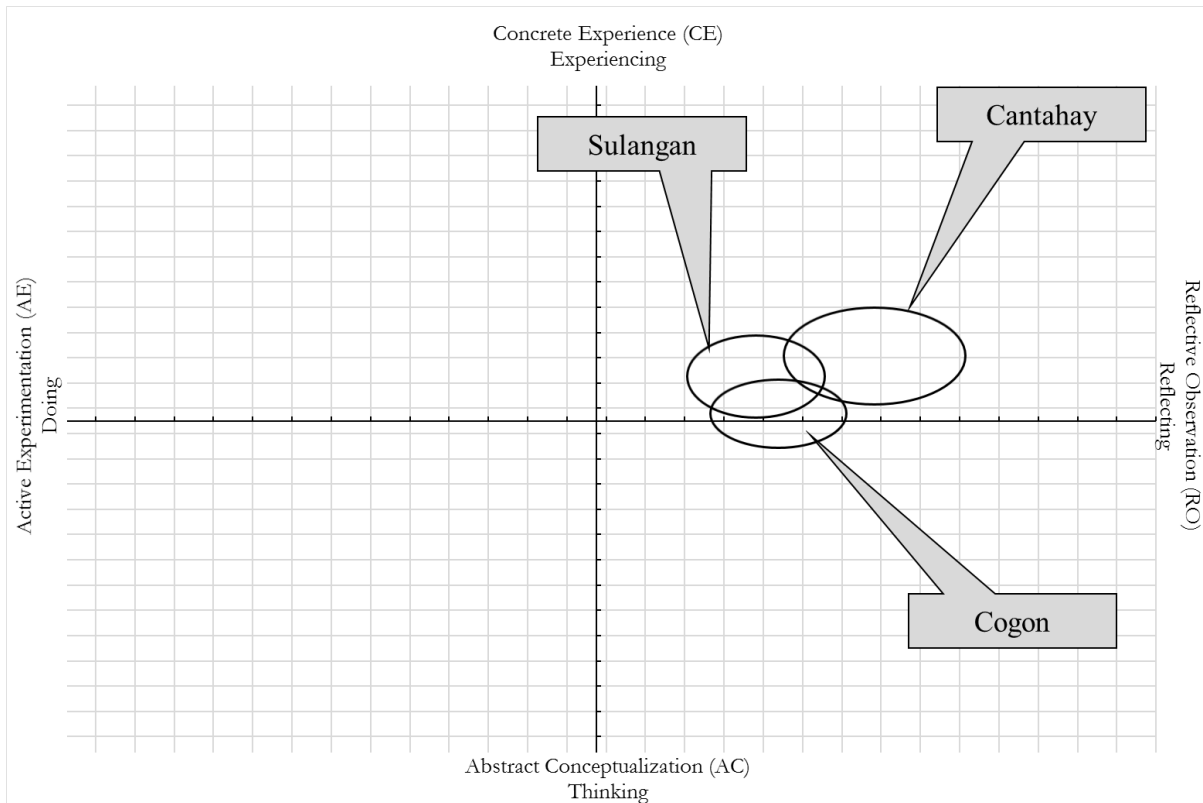 Concrete Experience (CE)
Experiencing
Cantahay
Sulangan
Active Experimentation (AE)
Doing
Reflective Observation (RO)
Reflecting
Cogon
Abstract Conceptualization (AC)
Thinking